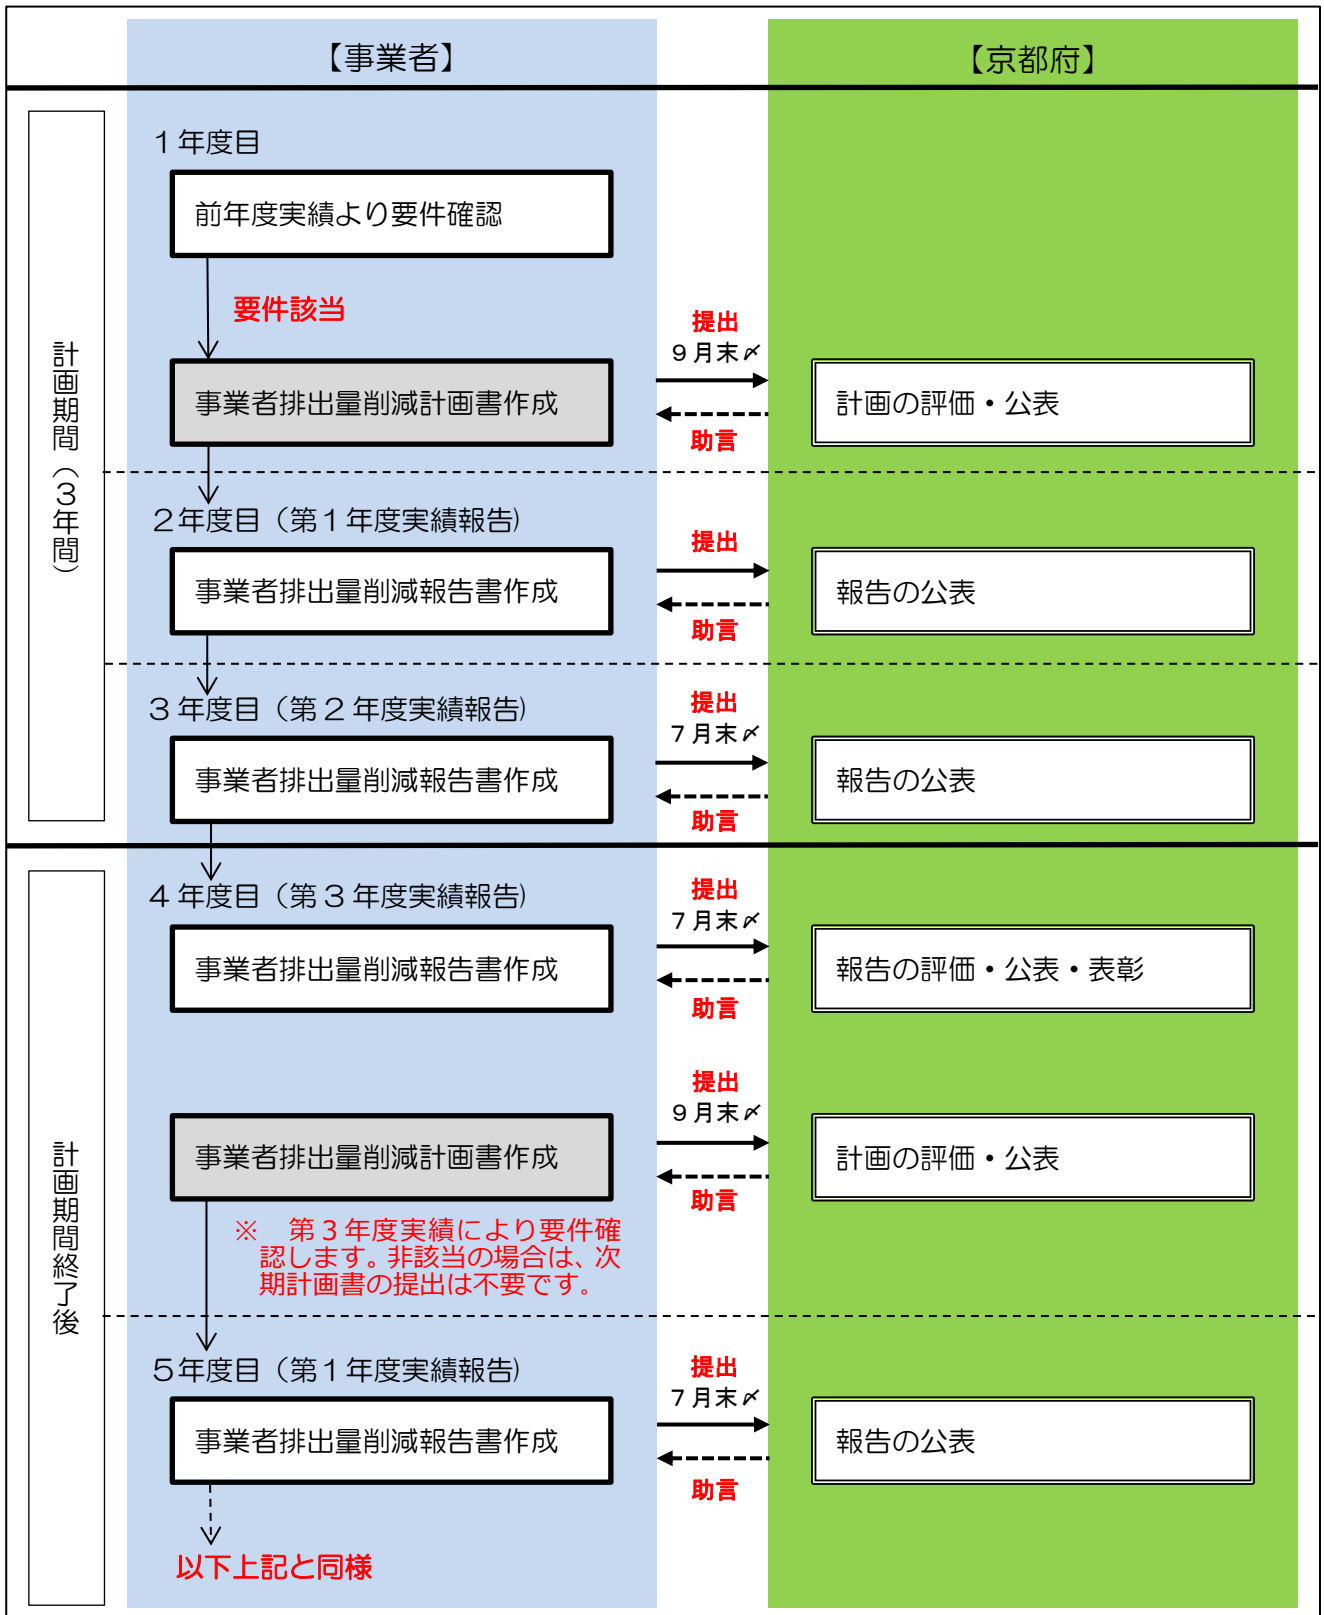 【事業者】
【京都府】
計画期間（３年間）
１年度目
前年度実績より要件確認
要件該当
事業者排出量削減計画書作成
提出
９月末〆
助言
計画の評価・公表
２年度目（第１年度実績報告)
事業者排出量削減報告書作成
提出
助言
報告の公表
３年度目（第２年度実績報告)
事業者排出量削減報告書作成
提出
７月末〆
助言
報告の公表
計画期間終了後
４年度目（第３年度実績報告)
事業者排出量削減報告書作成
提出
７月末〆
助言
報告の評価・公表・表彰
事業者排出量削減計画書作成
提出
９月末〆
助言
計画の評価・公表
※　第３年度実績により要件確
認します。非該当の場合は、次
期計画書の提出は不要です。
５年度目（第１年度実績報告)
事業者排出量削減報告書作成
提出
７月末〆
助言
報告の公表
以下上記と同様